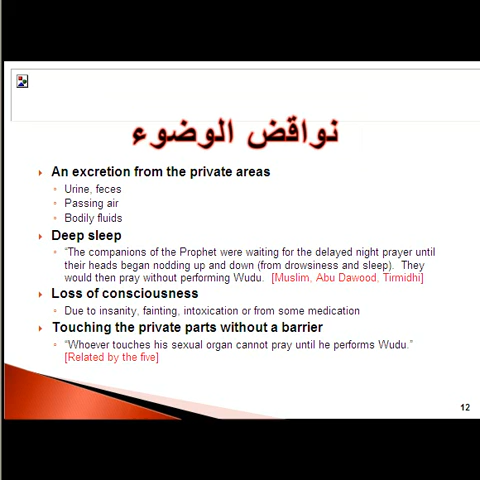 نواقض الوضوء
An excretion from the private areas
Urine, feces
Passing air
Bodily fluids
Deep sleep
“The companions of the Prophet were waiting for the delayed night prayer until
their heads began nodding up and down (from drowsiness and sleep). They
would then pray without performing Wudu. [Muslim, Abu Dawood, Tirmidhi]
Loss of consciousness
Due to insanity, fainting, intoxication or from some medication
Touching the private parts without a barrier
“Whoever touches his sexual organ cannot pray until he performs Wudu.”
[Related by the five]
12